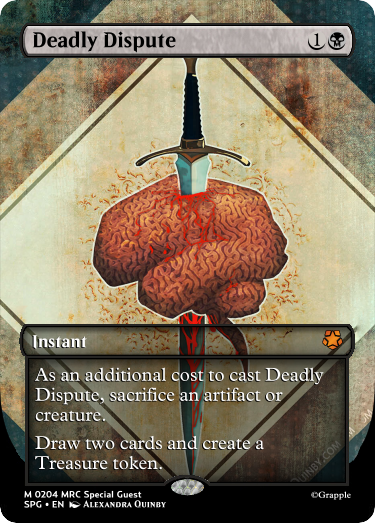 Deadly Dispute 1
Instant
As an additional cost to cast Deadly
Dispute, sacrifice an artifact or
creature.
Draw two cards and create a
Treasure token.
M 0204 MRC Special Guest
SPG • EN Alexandra Quinby
©Grapple